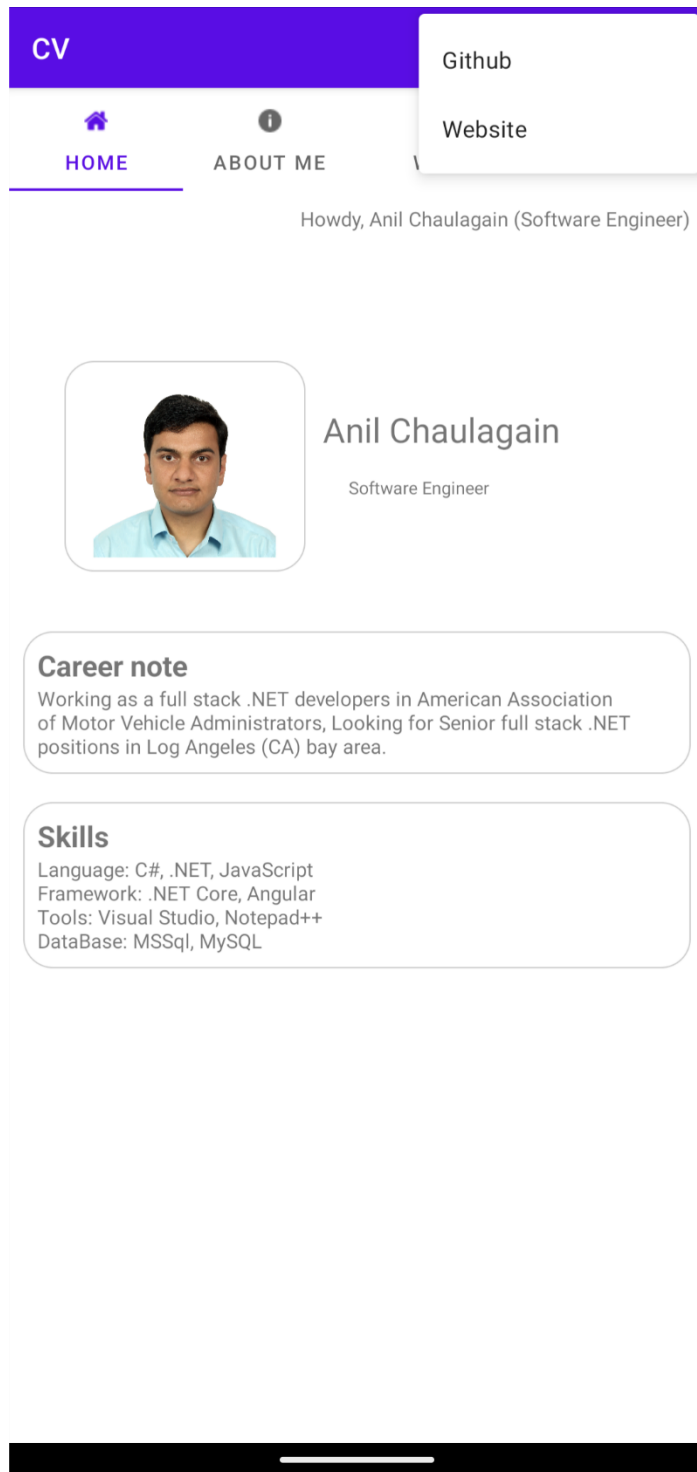 CV
Github
Website
HOME
ABOUT ME
Howdy, Anil Chaulagain (Software Engineer)
Anil Chaulagain
Software Engineer
Career note
Working as a full stack .NET developers in American Association
of Motor Vehicle Administrators, Looking for Senior full stack .NET
positions in Log Angeles (CA) bay area.
Skills
Language: C#, .NET, JavaScript
Framework: .NET Core, Angular
Tools: Visual Studio, Notepad++
DataBase: MSSql, MySQL